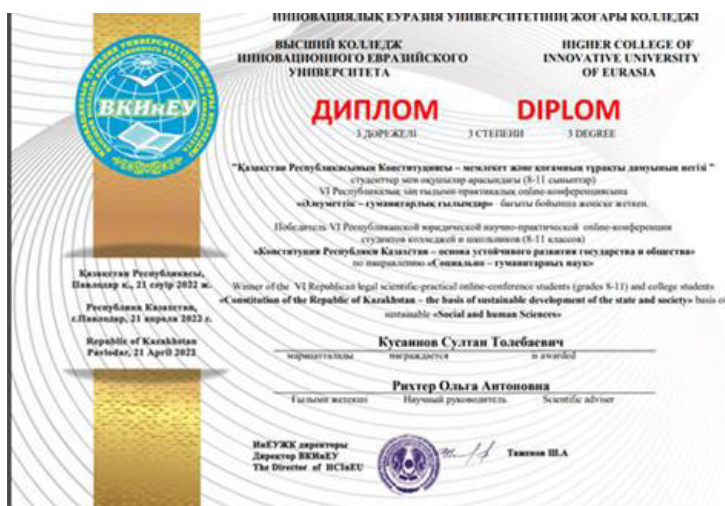 ИННОВАЦИЯЛЫҚ ЕУРАЗИЯ УНИВЕРСИТЕТІНІҢ ЖОҒАРЫ КОЛЛЕДЖІ
ВЫСШИЙ КОЛЛЕДЖ
ИННОВАЦИОННОГО ЕВРАЗИЙСКОГО
УНИВЕРСИТЕТА
HIGHER COLLEGE OF
INNOVATIVE UNIVERSITY
OF EURASIA
ВКИнЕУ
ДИПЛОМ DIPLOM
3 ДӘРЕЖЕЛІ 3 СТЕПЕНИ 3 DEGREE
"Қазақстан Республикасының Конституциясы – мемлекет және қоғамның тұрақты дамуының негізі "
студенттер мен оқушылар арасындағы (8-11 сыныптар)
VI Республикалық заң ғылыми-практикалық online-конференциясына
«Әлеуметтік – гуманитарлық ғылымдар» бағыты бойынша жеңіске жеткен.
Победитель VI Республиканской юридической научно-практической online-конференции
студентов колледжей и школьников (8-11 классов)
«Конституция Республики Казахстан – основа устойчивого развития государства и общества»
по направлению «Социально – гуманитарных наук»
Winner of the VI Republican legal scientific-practical online-conference students (grades 8-11) and college students
«Constitution of the Republic of Kazakhstan – the basis of sustainable development of the state and society» basis of
sustainable «Social and human Sciences»
Қазақстан Республикасы,
Павлодар қ., 21 сәуір 2022 ж.
Республика Казахстан,
г.Павлодар, 21 апреля 2022 г.
Republic of Kazakhstan
Pavlodar, 21 April 2022
Кусаинов Султан Толебаевич
марапатталады награждается is awarded
Рихтер Ольга Антоновна
Ғылыми жетекші Научный руководитель Scientific adviser
ИнЕУЖК директоры
Директор ВКИнЕУ
The Director of HCInEU
Таженов Ш.А